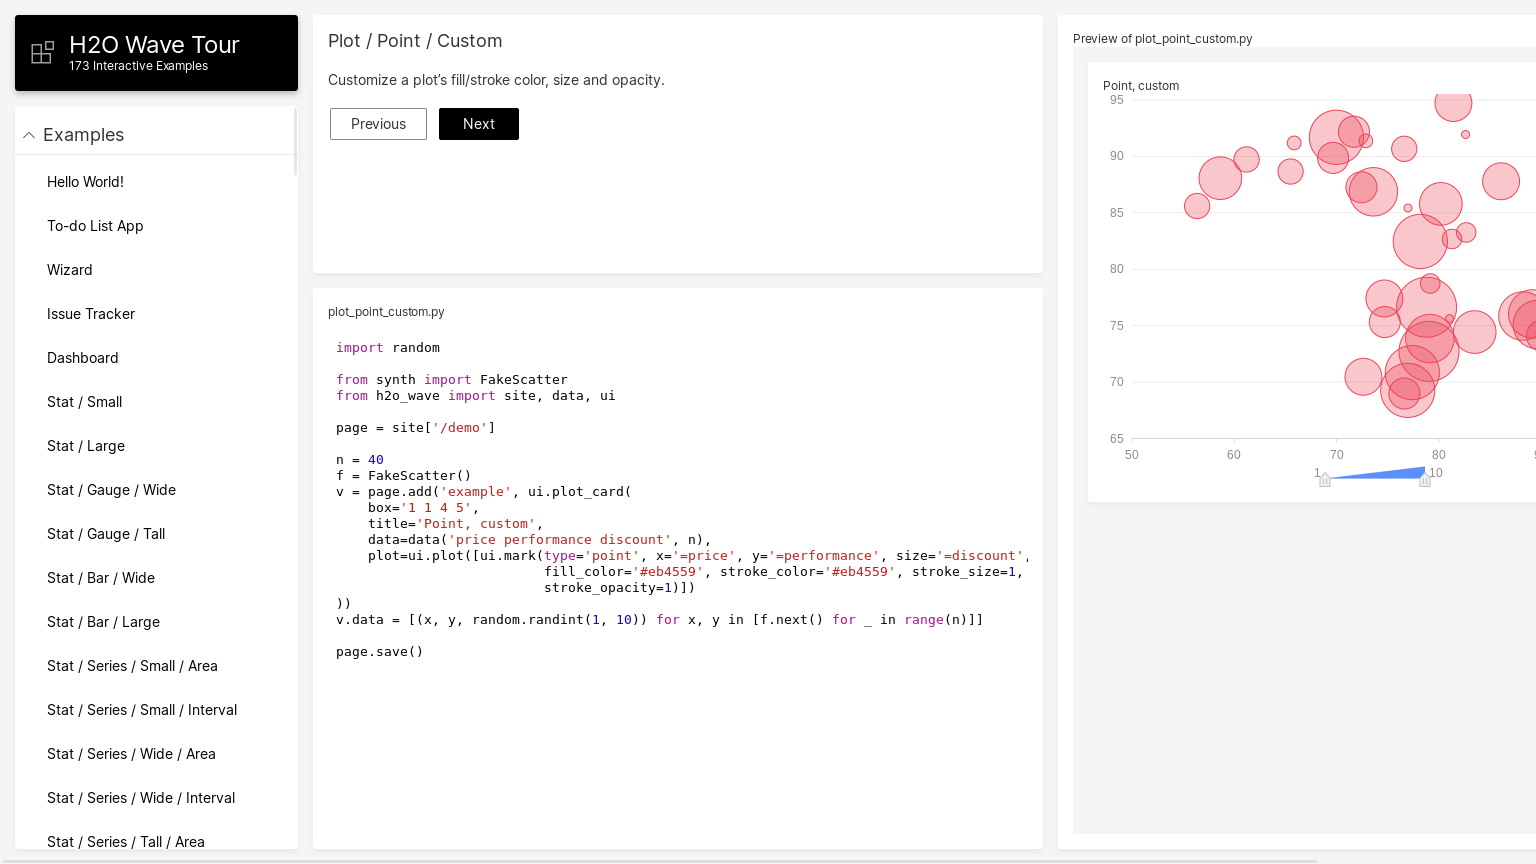 H2O Wave Tour
173 Interactive Examples
Examples
Hello World!
To-do List App
Wizard
Issue Tracker
Dashboard
Stat / Small
Stat / Large
Stat / Gauge / Wide
Stat / Gauge / Tall
Stat / Bar / Wide
Stat / Bar / Large
Stat / Series / Small / Area
Stat / Series / Small / Interval
Stat / Series / Wide / Area
Stat / Series / Wide / Interval
Stat / Series / Tall / Area
Plot / Point / Custom
Customize a plot’s fill/stroke color, size and opacity.
Previous Next
plot_point_custom.py
import random
from synth import FakeScatter
from h2o_wave import site, data, ui
page = site['/demo']
n = 40
f = FakeScatter()
v = page.add('example', ui.plot_card(
    box='1 1 4 5',
    title='Point, custom',
    data=data('price performance discount', n),
    plot=ui.plot([ui.mark(type='point', x='=price', y='=performance', size='=discount',
                          fill_color='#eb4559', stroke_color='#eb4559', stroke_size=1,
                          stroke_opacity=1)])
))
v.data = [(x, y, random.randint(1, 10)) for x, y in [f.next() for _ in range(n)]]
page.save()
Preview of plot_point_custom.py
Point, custom
95
90
85
80
75
70
65
50 60 70 80
1 10